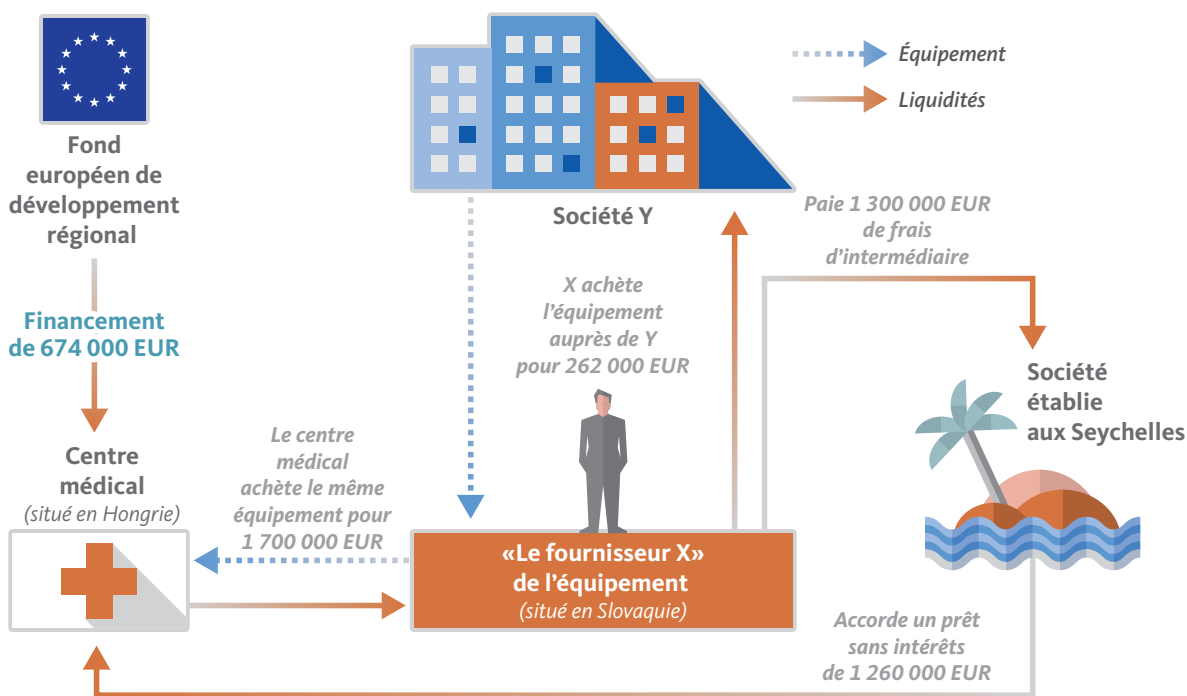 Fond
européen de
développement
régional
Financement
de 674 000 EUR
Centre
médical
(situé en Hongrie)
Le centre
médical
achète le même
équipement pour
1 700 000 EUR
Société Y
X achète
l'équipement
auprès de Y
pour 262 000 EUR
«Le fournisseur X»
de l'équipement
(situé en Slovaquie)
Équipement
Liquidités
Paie 1 300 000 EUR
de frais
d'intermédiaire
Société
établie
aux Seychelles
Accorde un prêt
sans intérêts
de 1 260 000 EUR